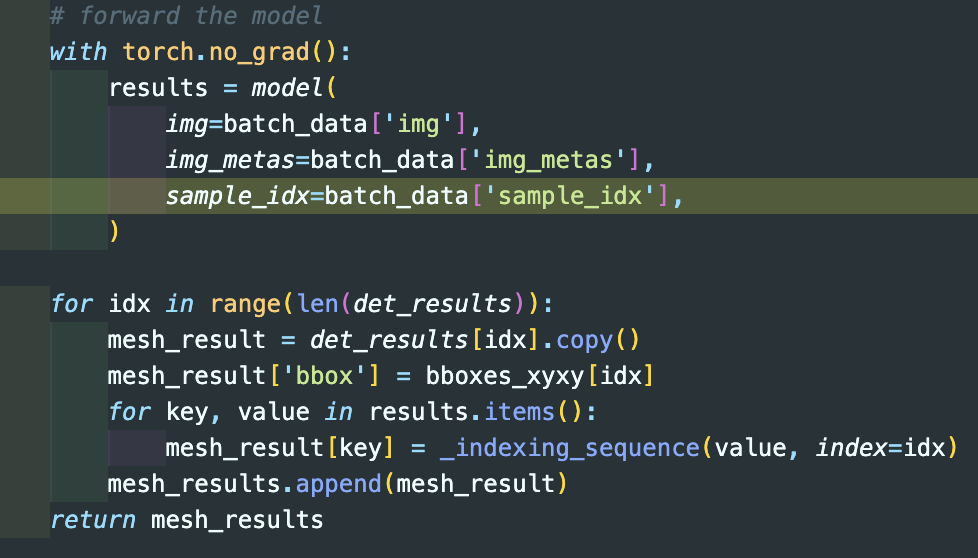 # forward the model
with torch.no_grad():
    results = model(
        img=batch_data['img'],
        img_metas=batch_data['img_metas'],
        sample_idx=batch_data['sample_idx'],
    )

for idx in range(len(det_results)):
    mesh_result = det_results[idx].copy()
    mesh_result['bbox'] = bboxes_xyxy[idx]
    for key, value in results.items():
        mesh_result[key] = _indexing_sequence(value, index=idx)
    mesh_results.append(mesh_result)
return mesh_results